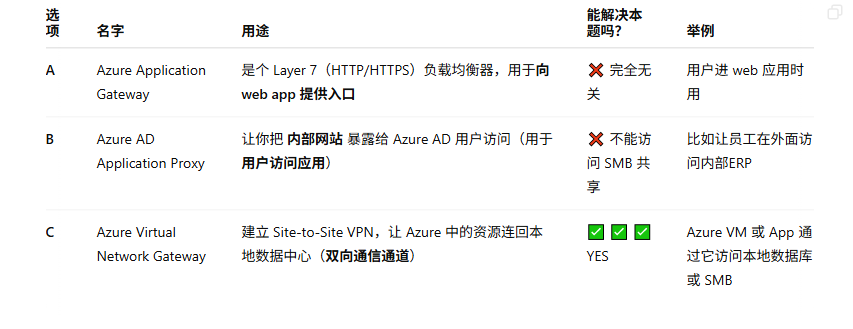 选项 名字 用途 能解决本题吗? 举例
A Azure Application Gateway 是个 Layer 7（HTTP/HTTPS）负载均衡器，用于向 web app 提供入口 ❌ 完全无关 用户进 web 应用时用
B Azure AD Application Proxy 让你把 内部网站 暴露给 Azure AD 用户访问（用于用户访问应用） ❌ 不能访问 SMB 共享 比如让员工在外面访问内部ERP
C Azure Virtual Network Gateway 建立 Site-to-Site VPN，让 Azure 中的资源连回本地数据中心（双向通信通道） ✅ ✅ ✅ YES Azure VM 或 App 通过它访问本地数据库或 SMB